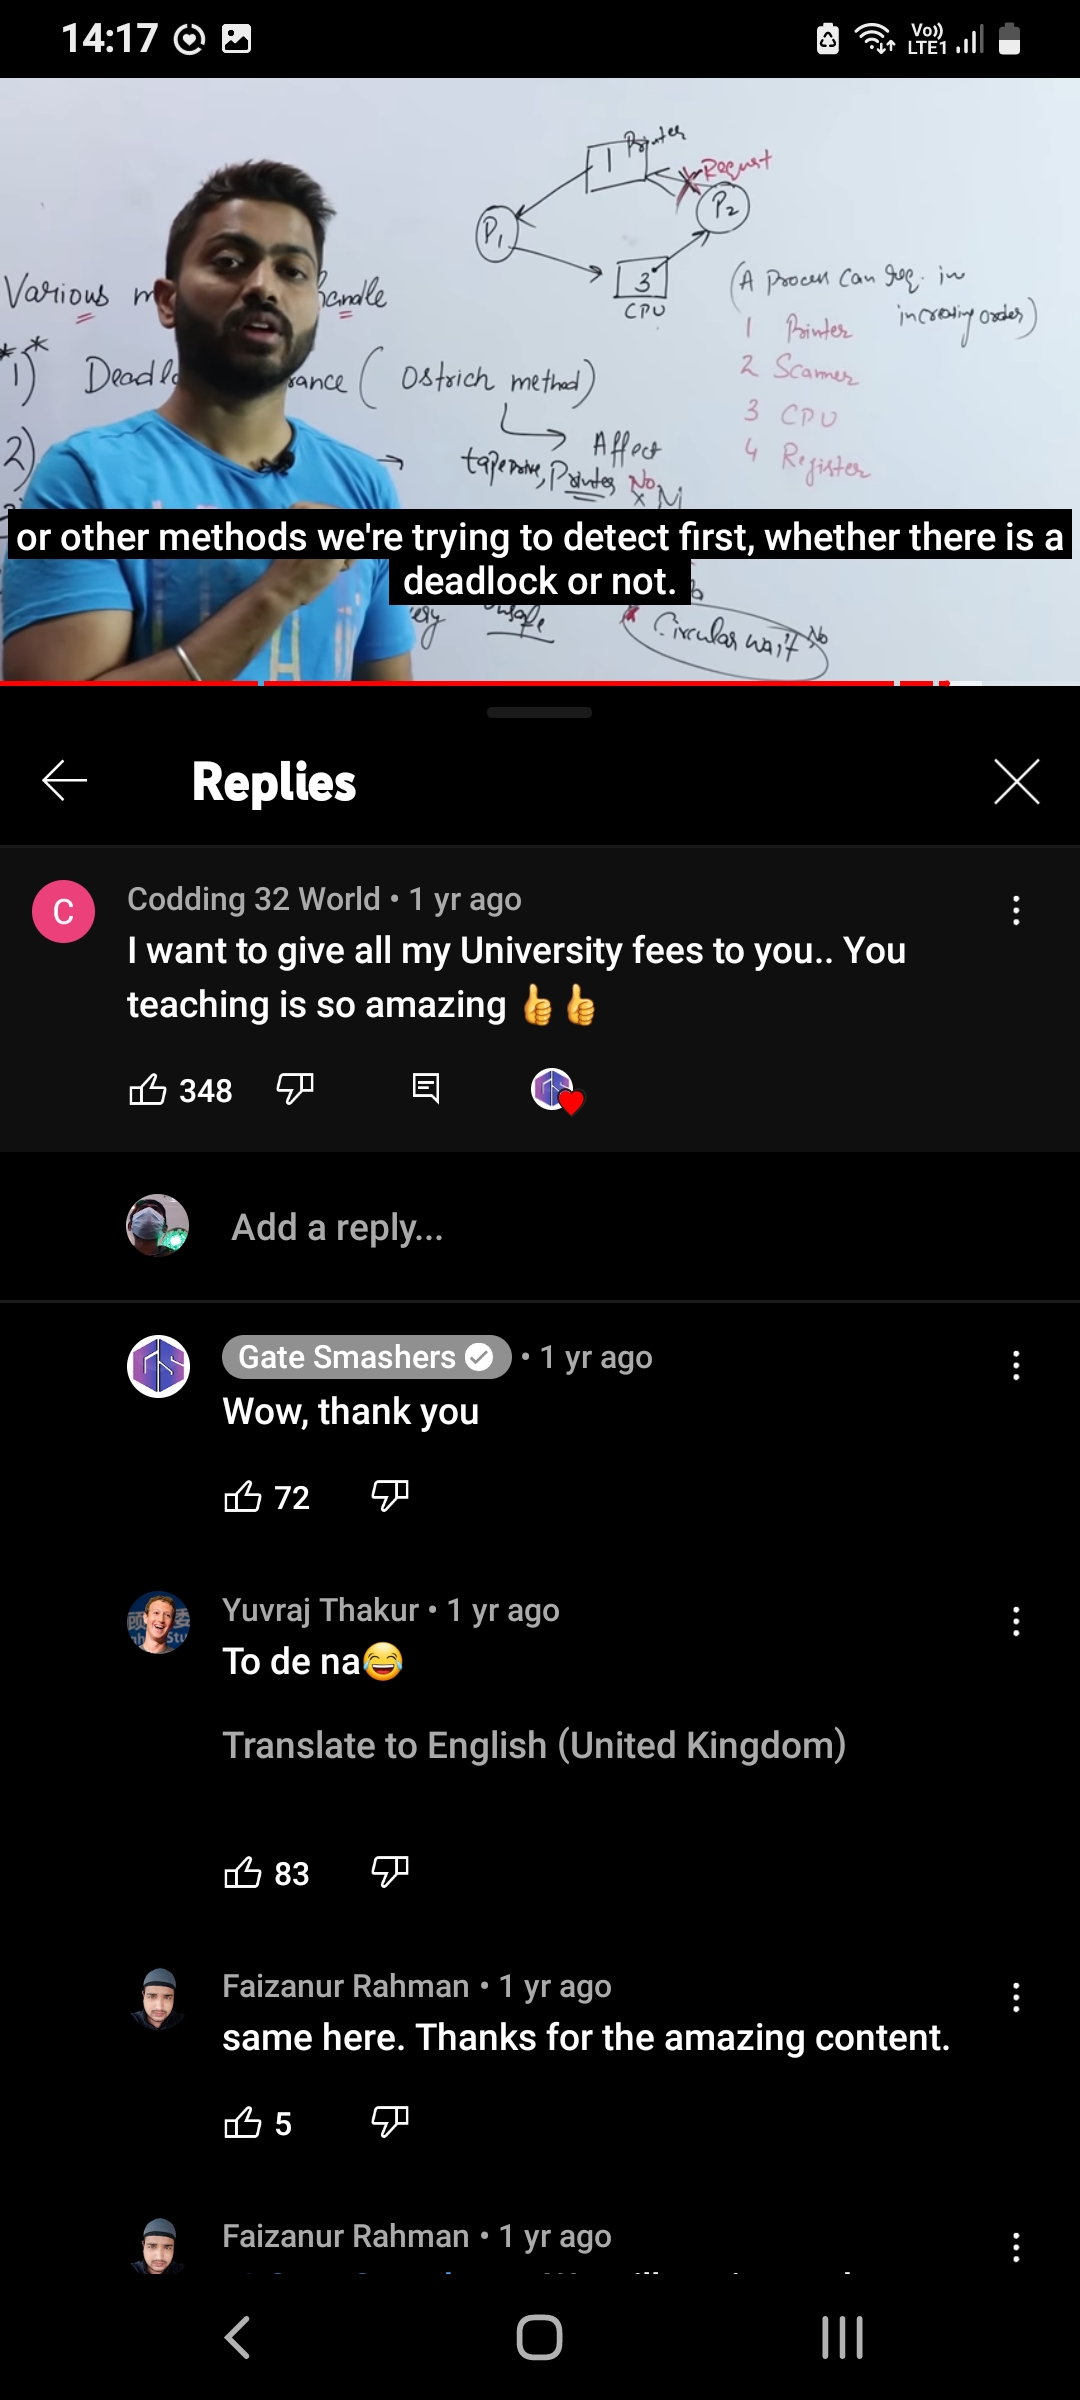 14:17
Vo))
LTE1
1 Printer
Request
P1
P2
3
CPU
Various m handle
(A process can req. in
increasing order)
1 Printer
2 Scanner
3 CPU
4 Register
1) Deadlo rance (Ostrich method)
2)
Affect
tape Drive, Printer, No
or other methods we're trying to detect first, whether there is a
deadlock or not.
unsafe
Circular wait No
Replies
C
Codding 32 World • 1 yr ago
I want to give all my University fees to you.. You
teaching is so amazing 👍👍
348
Add a reply...
Gate Smashers • 1 yr ago
Wow, thank you
72
Yuvraj Thakur • 1 yr ago
To de na😂
Translate to English (United Kingdom)
83
Faizanur Rahman • 1 yr ago
same here. Thanks for the amazing content.
5
Faizanur Rahman • 1 yr ago